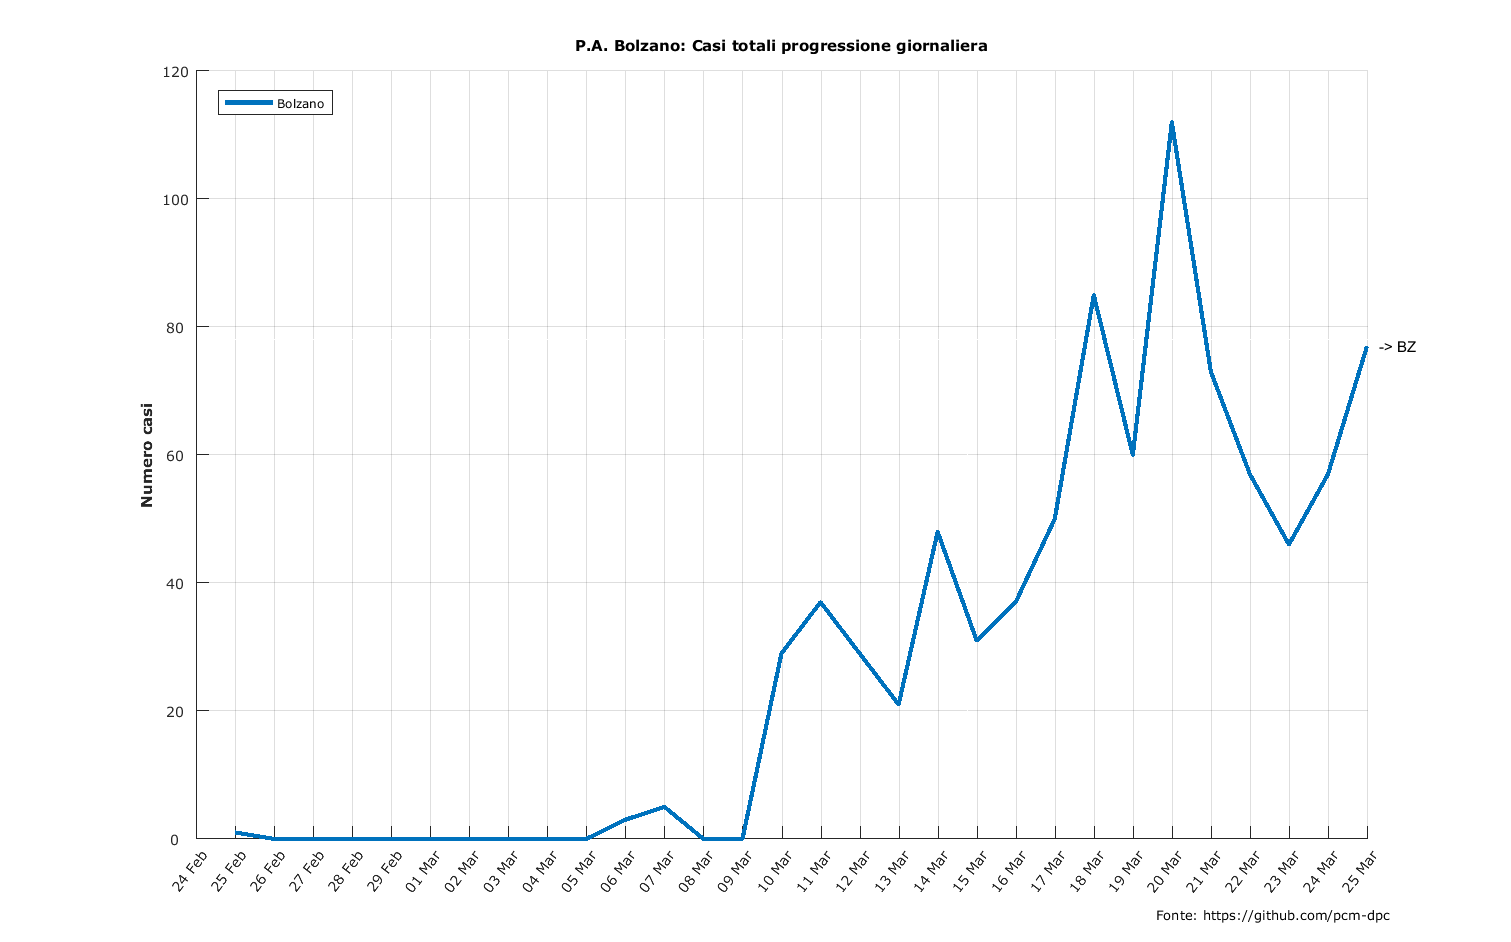 P.A. Bolzano: Casi totali progressione giornaliera
Bolzano
120
100
80
60
40
20
0
Numero casi
-> BZ
24 Feb
25 Feb
26 Feb
27 Feb
28 Feb
29 Feb
01 Mar
02 Mar
03 Mar
04 Mar
05 Mar
06 Mar
07 Mar
08 Mar
09 Mar
10 Mar
11 Mar
12 Mar
13 Mar
14 Mar
15 Mar
16 Mar
17 Mar
18 Mar
19 Mar
20 Mar
21 Mar
22 Mar
23 Mar
24 Mar
25 Mar
Fonte: https://github.com/pcm-dpc